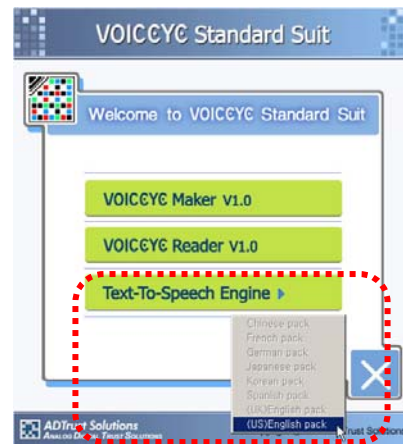 VOICEYE Standard Suit
Welcome to VOICEYE Standard Suit
VOICEYE Maker V1.0
VOICEYE Reader V1.0
Text-To-Speech Engine
Chinese pack
French pack
German pack
Japanese pack
Korean pack
Spanish pack
(UK)English pack
(US)English pack
ADTrust Solutions
ANALOG DIGITAL TRUST SOLUTIONS
Trust Solutions